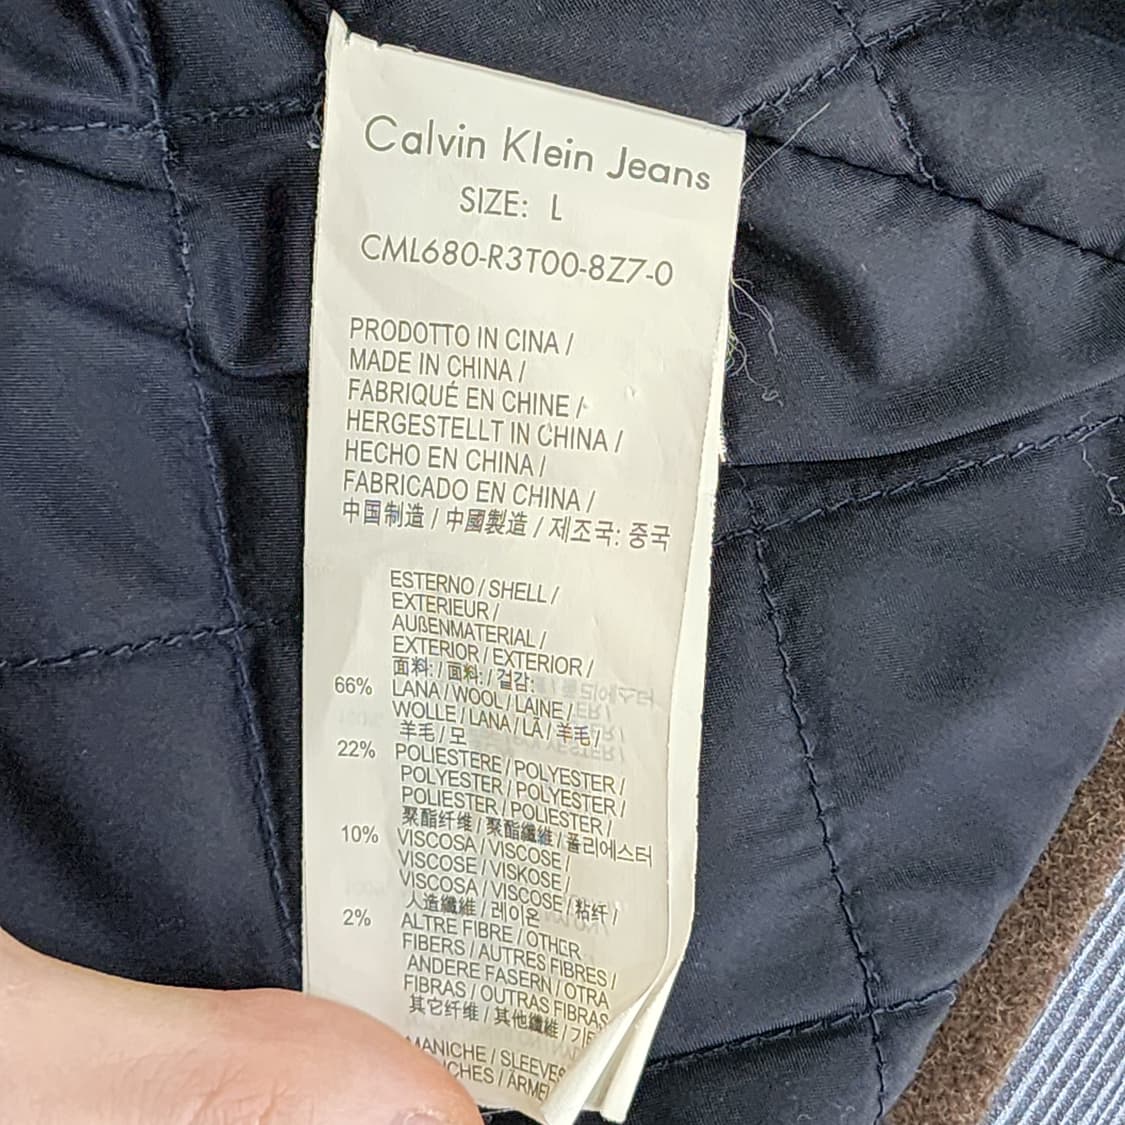 Calvin Klein Jeans
SIZE: L
CML680-R3T00-8Z7-0
PRODOTTO IN CINA /
MADE IN CHINA /
FABRIQUÉ EN CHINE /
HERGESTELLT IN CHINA /
HECHO EN CHINA /
FABRICADO EN CHINA /
中国制造 / 中國製造 / 제조국: 중국
ESTERNO / SHELL /
EXTERIEUR /
AUßENMATERIAL /
EXTERIOR / EXTERIOR /
面料: / 面料: / 겉감:
66% LANA / WOOL / LAINE /
WOLLE / LANA / LÃ / 羊毛 /
羊毛 / 모
22% POLIESTERE / POLYESTER /
POLYESTER / POLYESTER /
POLIESTER / POLIESTER /
聚酯纤维 / 聚酯纖維 / 폴리에스터
10% VISCOSA / VISCOSE /
VISCOSE / VISKOSE /
VISCOSA / VISCOSE / 粘纤 /
人造纖維 / 레이온
2% ALTRE FIBRE / OTHER
FIBERS / AUTRES FIBRES /
ANDERE FASERN / OTRA
FIBRAS / OUTRAS FIBRAS
其它纤维 / 其他纖維 /
MANICHE / SLEEVES